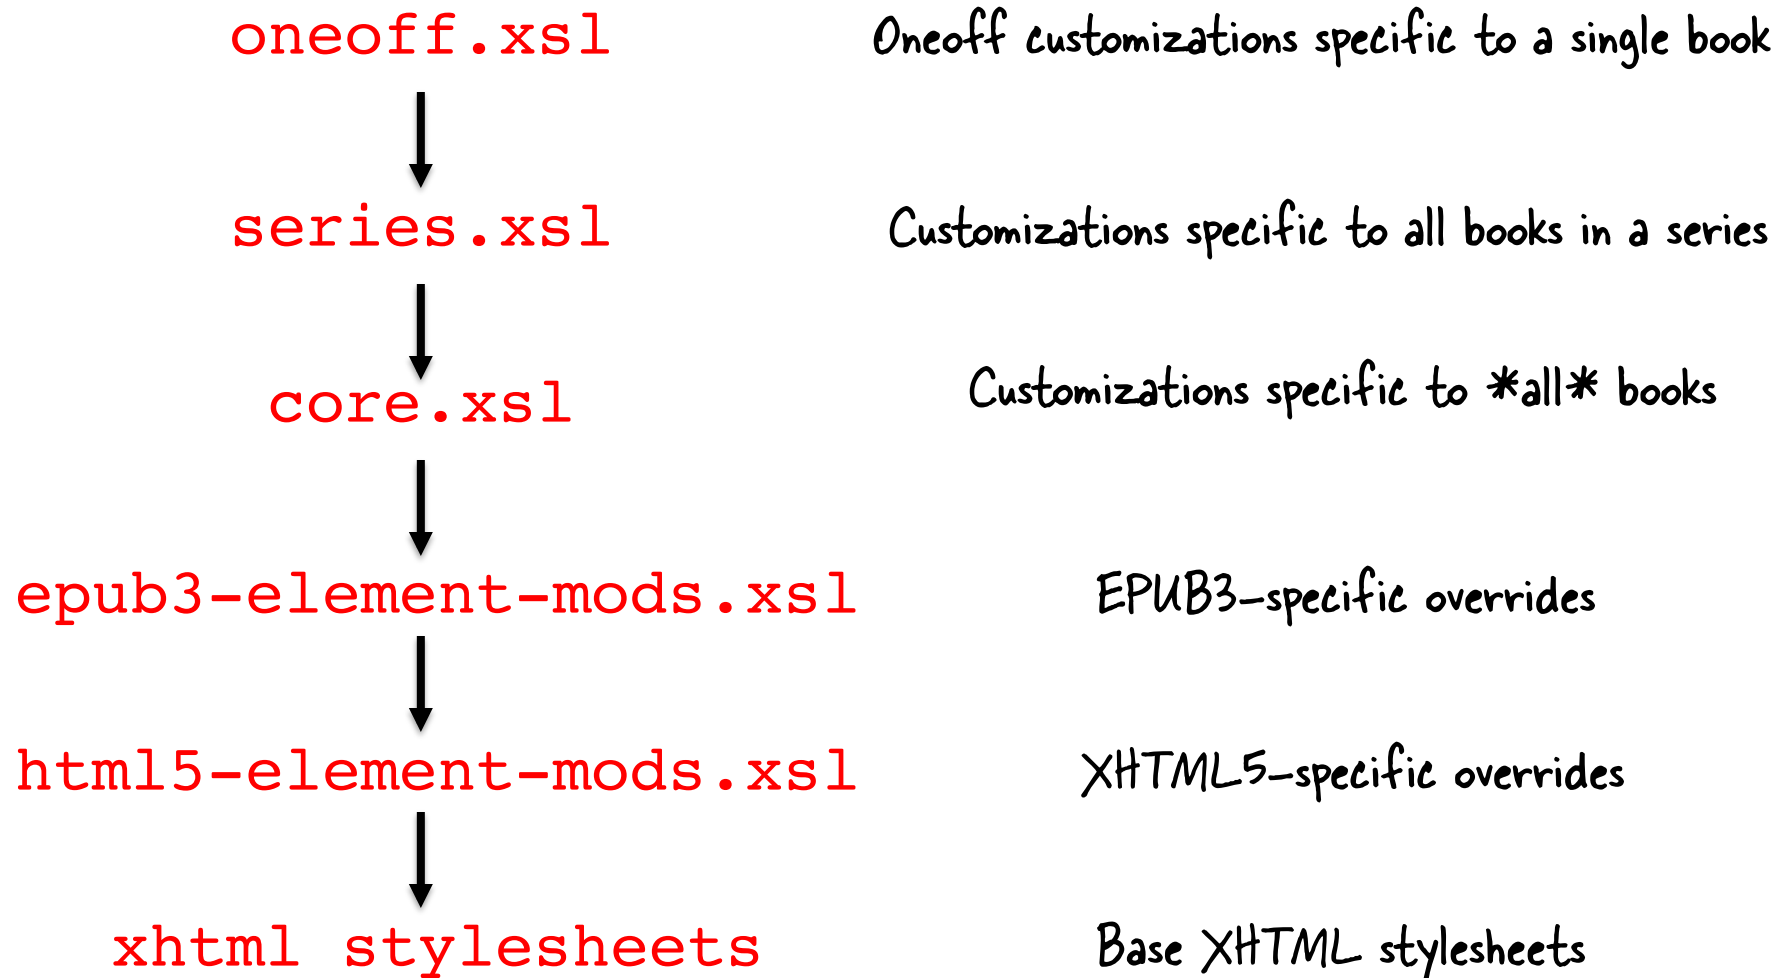 oneoff.xsl Oneoff customizations specific to a single book
series.xsl Customizations specific to all books in a series
core.xsl Customizations specific to *all* books
epub3-element-mods.xsl EPUB3-specific overrides
html5-element-mods.xsl XHTML5-specific overrides
xhtml stylesheets Base XHTML stylesheets